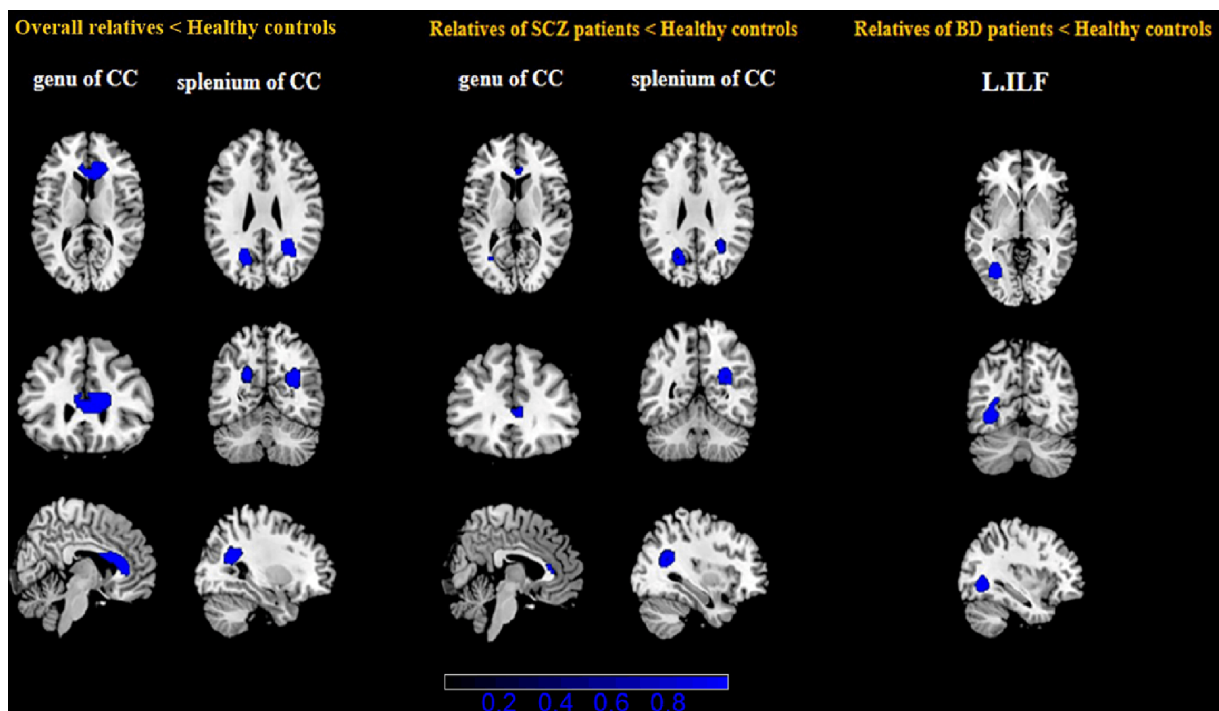 Overall relatives < Healthy controls
Relatives of SCZ patients < Healthy controls
Relatives of BD patients < Healthy controls
genu of CC
splenium of CC
genu of CC
splenium of CC
L.ILF
0.2 0.4 0.6 0.8